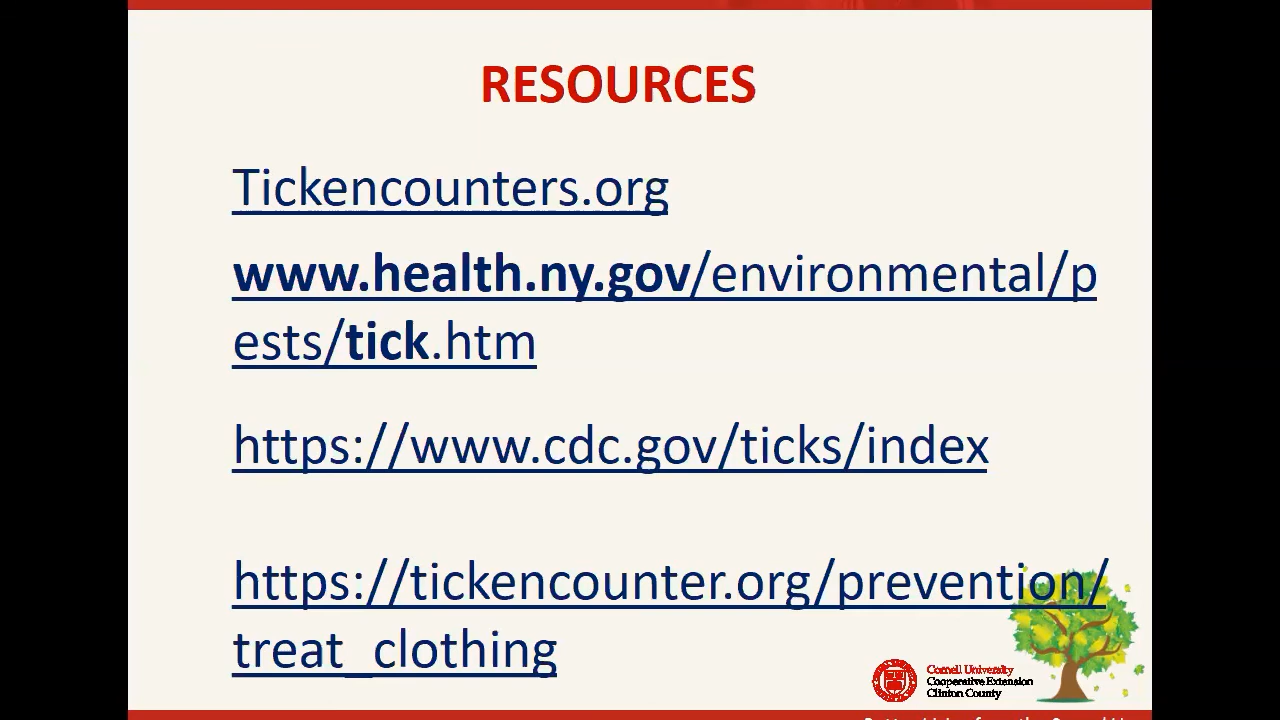 RESOURCES
Tickencounters.org
www.health.ny.gov/environmental/p
ests/tick.htm
https://www.cdc.gov/ticks/index
https://tickencounter.org/prevention/
treat_clothing
Cornell University
Cooperative Extension
Clinton County